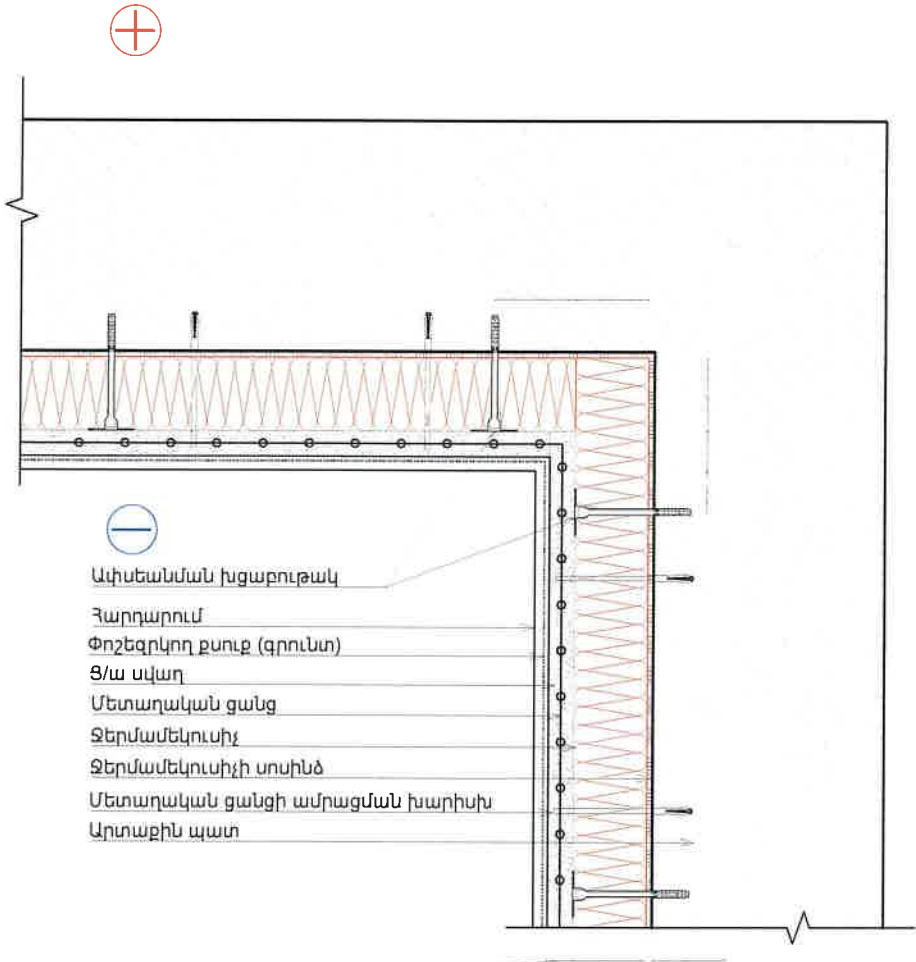 Ափսեանման խցաբութակ
Հարդարում
Փոշեզրկող քսուք (գրունտ)
Ց/ա սվաղ
Մետաղական ցանց
Ջերմամեկուսիչ
Ջերմամեկուսիչի սոսինձ
Մետաղական ցանցի ամրացման խարիսխ
Արտաքին պատ